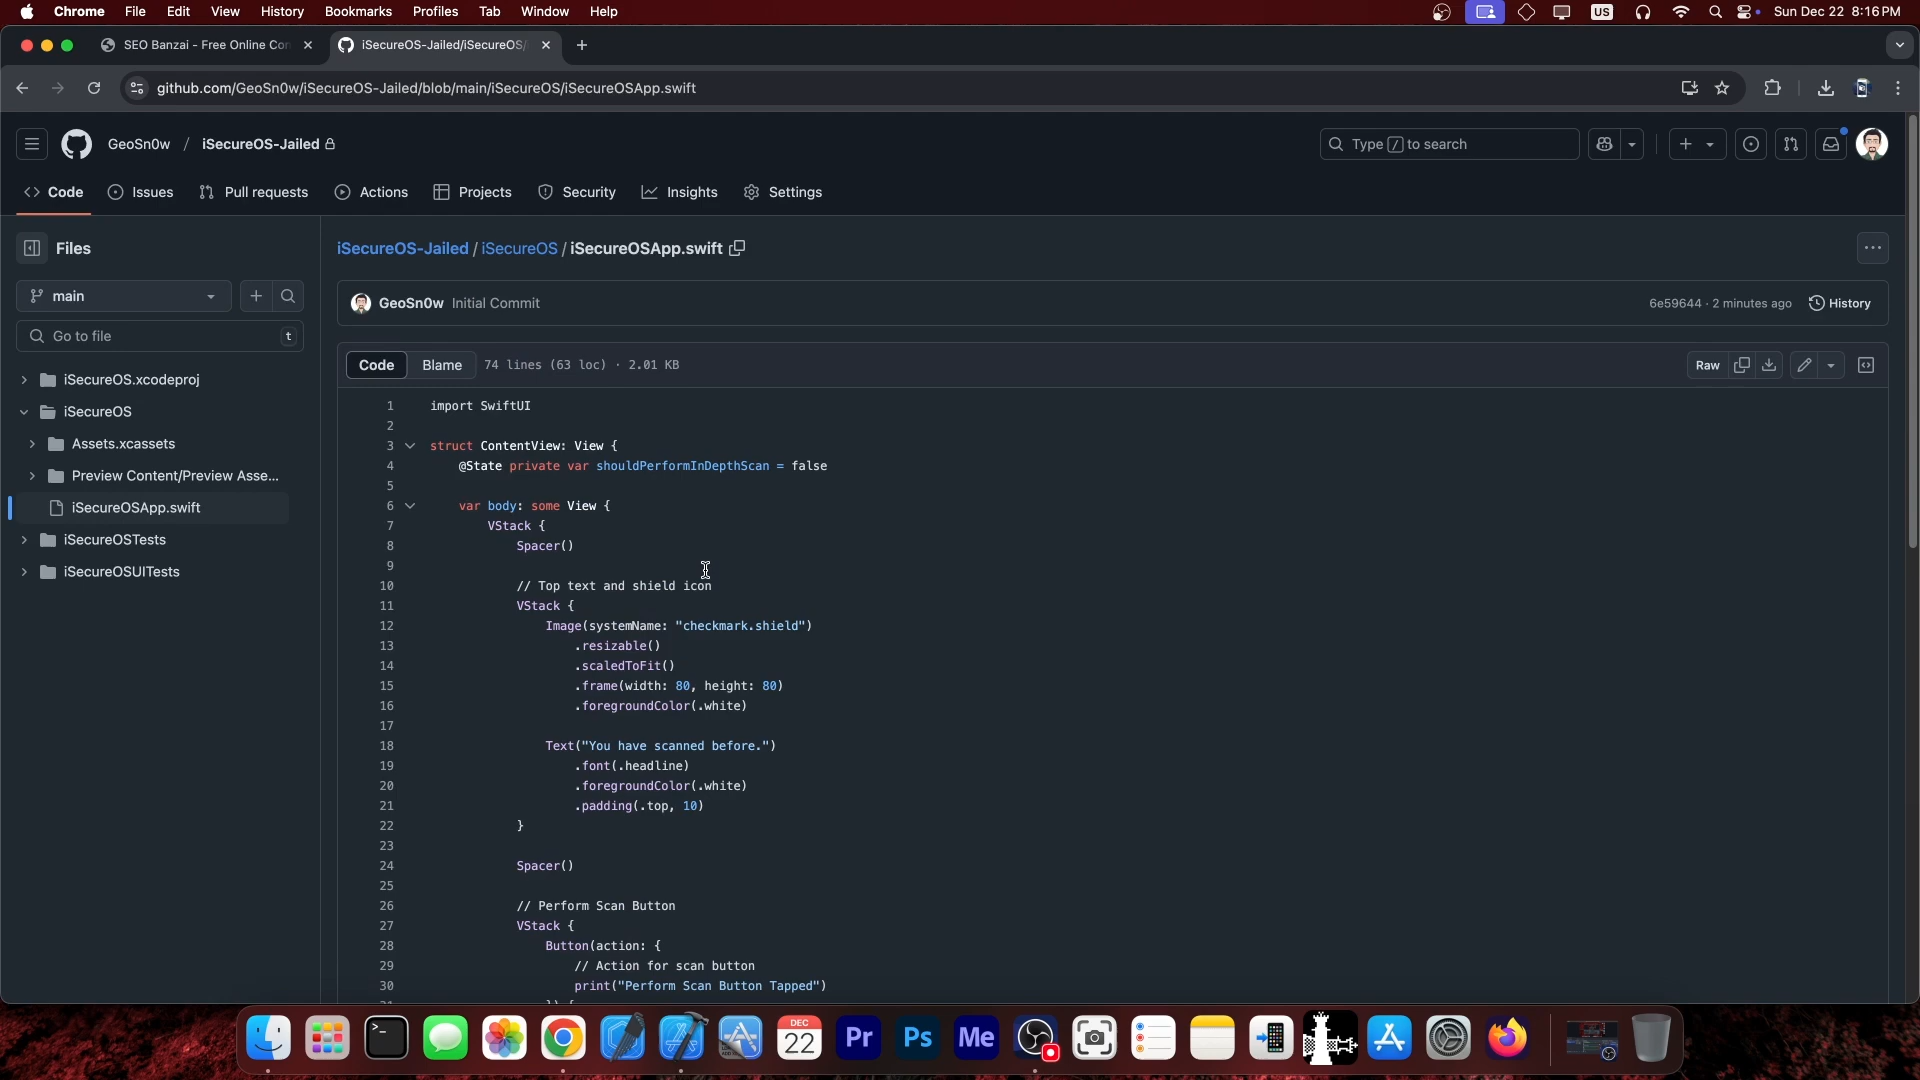 Chrome File Edit View History Bookmarks Profiles Tab Window Help US Sun Dec 22 8:16 PM
SEO Banzai - Free Online Con
iSecureOS-Jailed/iSecureOS/
github.com/GeoSn0w/iSecureOS-Jailed/blob/main/iSecureOS/iSecureOSApp.swift
GeoSn0w / iSecureOS-Jailed
Type / to search
Code Issues Pull requests Actions Projects Security Insights Settings
Files
main
Go to file t
iSecureOS.xcodeproj
iSecureOS
Assets.xcassets
Preview Content/Preview Asse...
iSecureOSApp.swift
iSecureOSTests
iSecureOSUITests
iSecureOS-Jailed / iSecureOS / iSecureOSApp.swift
GeoSn0w Initial Commit 6e59644 · 2 minutes ago History
Code Blame 74 lines (63 loc) · 2.01 KB Raw
1 import SwiftUI
2
3 struct ContentView: View {
4 @State private var shouldPerformInDepthScan = false
5
6 var body: some View {
7 VStack {
8 Spacer()
9
10 // Top text and shield icon
11 VStack {
12 Image(systemName: "checkmark.shield")
13 .resizable()
14 .scaledToFit()
15 .frame(width: 80, height: 80)
16 .foregroundColor(.white)
17
18 Text("You have scanned before.")
19 .font(.headline)
20 .foregroundColor(.white)
21 .padding(.top, 10)
22 }
23
24 Spacer()
25
26 // Perform Scan Button
27 VStack {
28 Button(action: {
29 // Action for scan button
30 print("Perform Scan Button Tapped")
31 }) {
DEC
22
Pr Ps Me